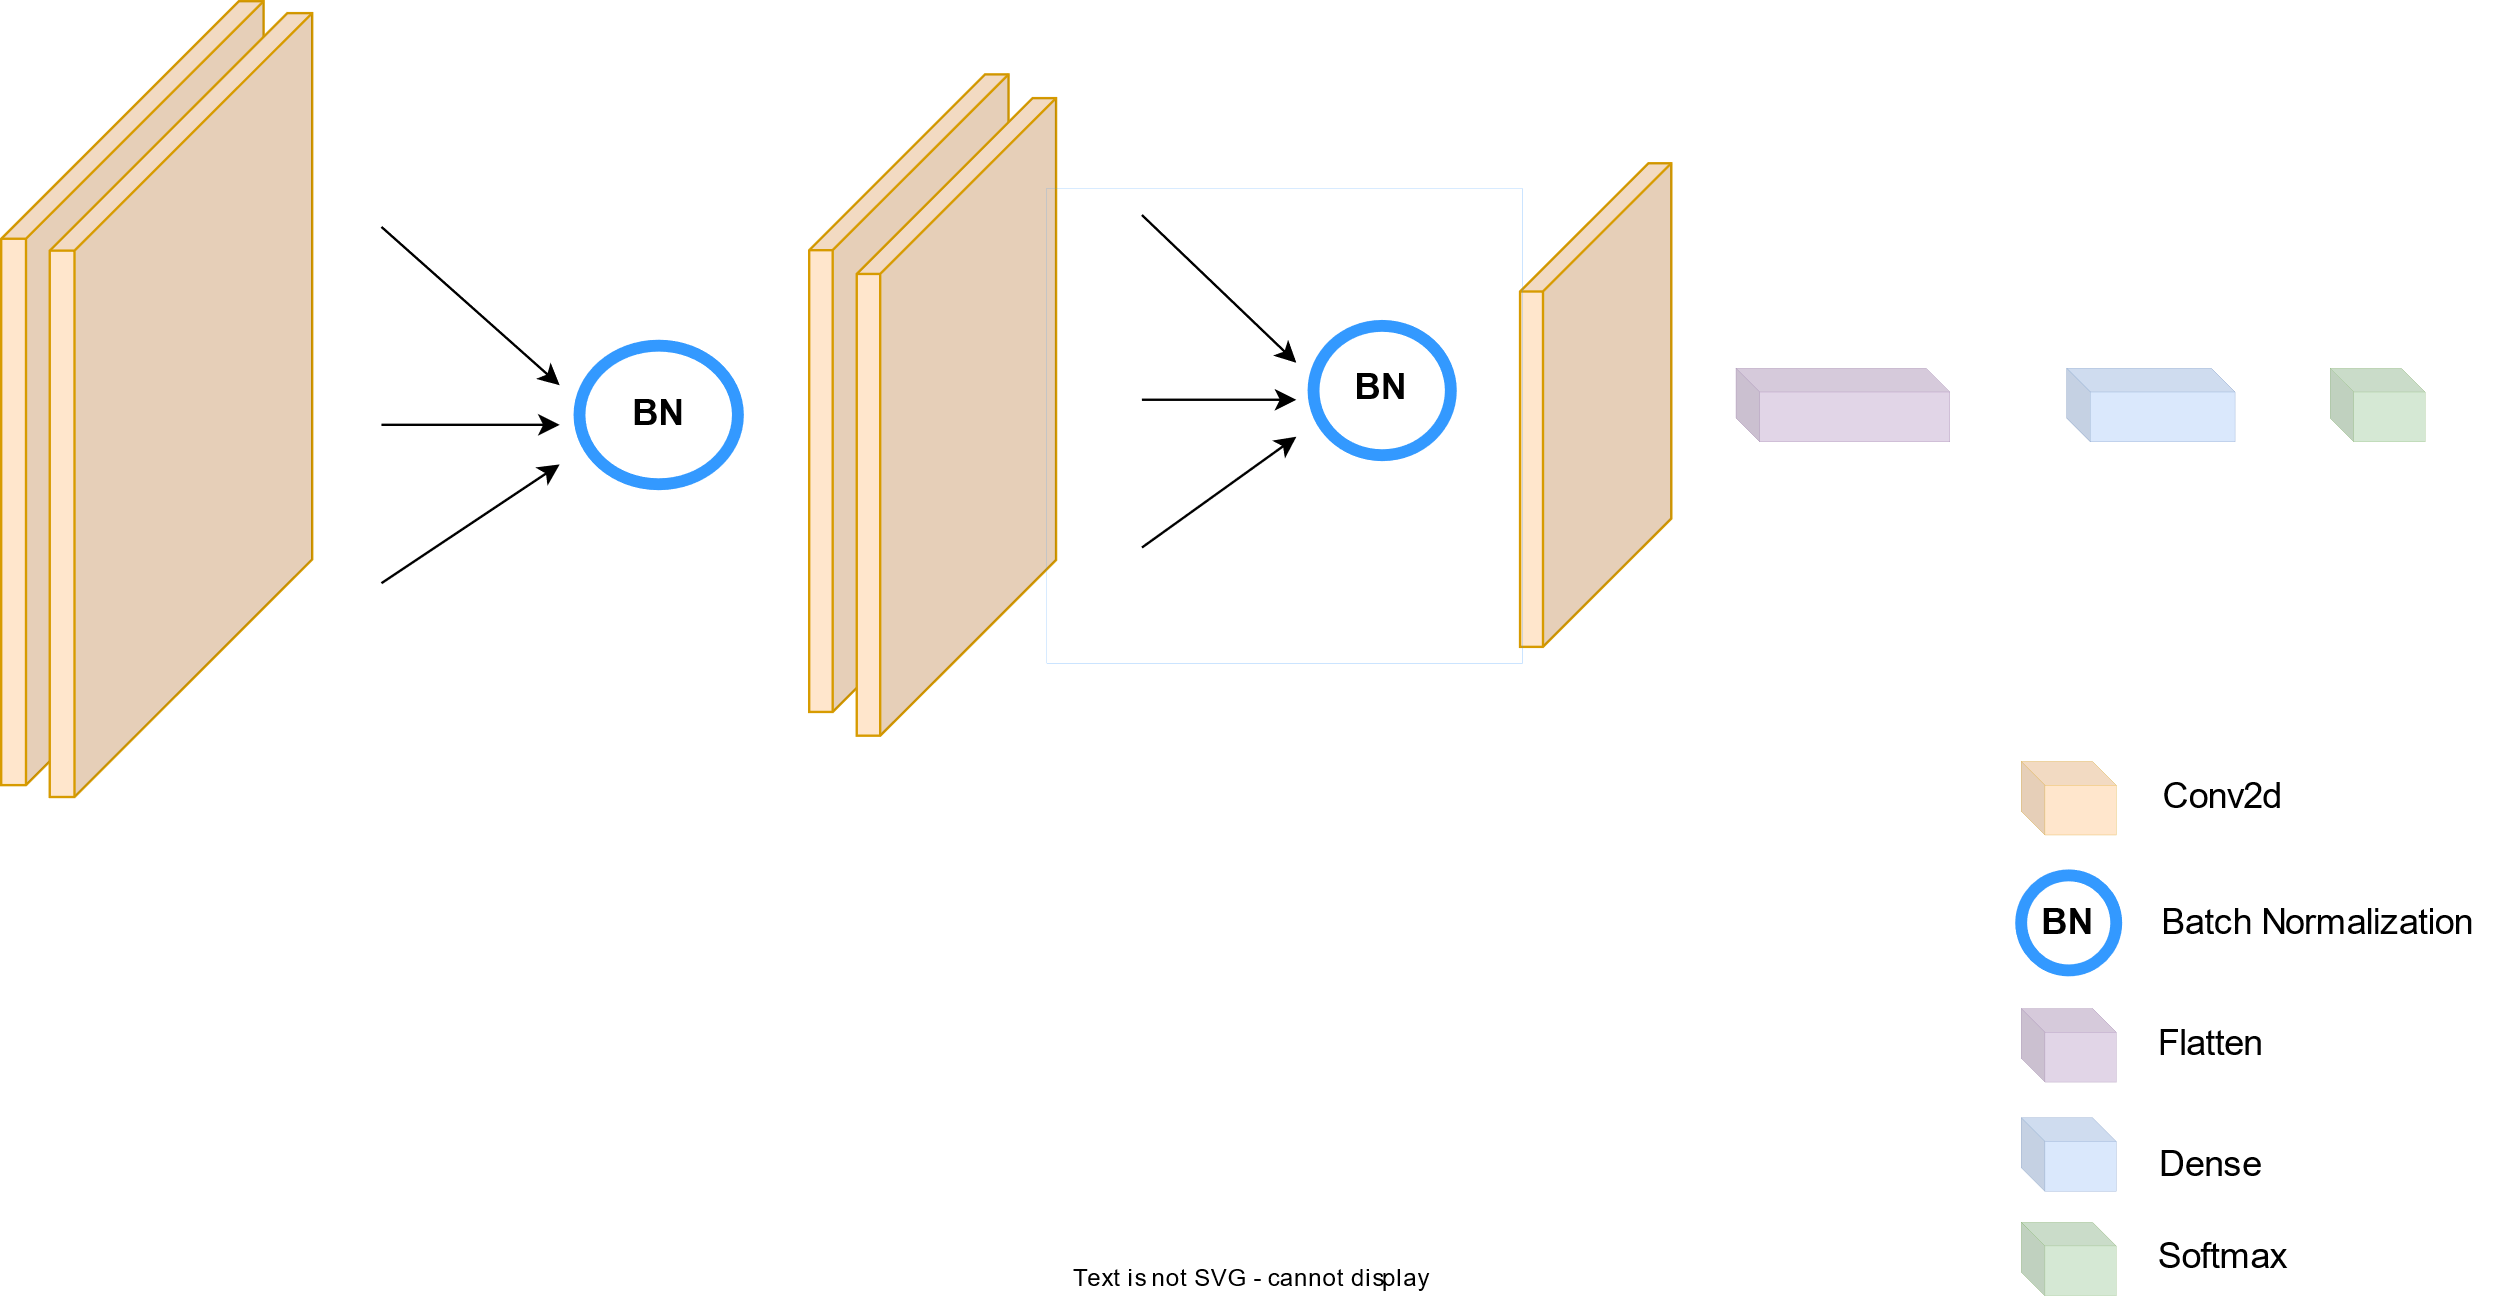 BN
BN
Conv2d
BN
Batch Normalization
Flatten
Dense
Softmax
Text is not SVG - cannot display